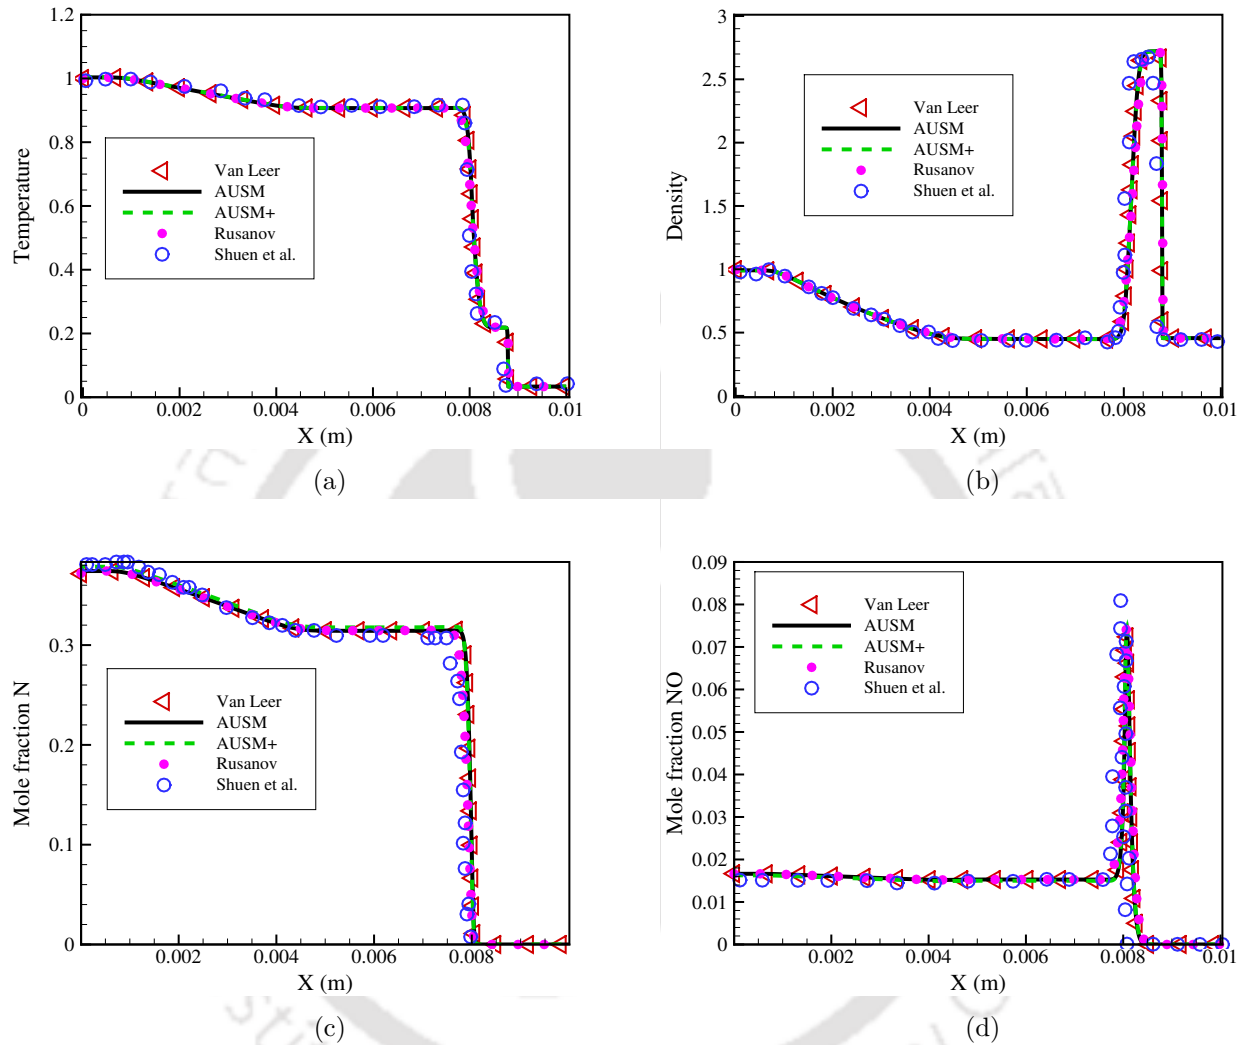 1.2
1
0.8
0.6
0.4
0.2
0
Temperature
Van Leer
AUSM
AUSM+
Rusanov
Shuen et al.
0 0.002 0.004 0.006 0.008 0.01
X (m)
(a)
3
2.5
2
1.5
1
0.5
0
Density
Van Leer
AUSM
AUSM+
Rusanov
Shuen et al.
0 0.002 0.004 0.006 0.008 0.01
X (m)
(b)
0.3
0.2
0.1
0
Mole fraction N
Van Leer
AUSM
AUSM+
Rusanov
Shuen et al.
0.002 0.004 0.006 0.008
X (m)
(c)
0.09
0.08
0.07
0.06
0.05
0.04
0.03
0.02
0.01
0
Mole fraction NO
Van Leer
AUSM
AUSM+
Rusanov
Shuen et al.
0.002 0.004 0.006 0.008 0.01
X (m)
(d)